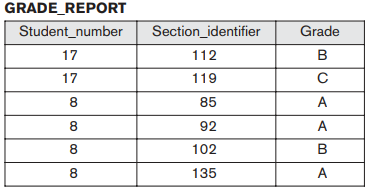 GRADE_REPORT
Student_number Section_identifier Grade
17 112 B
17 119 C
8 85 A
8 92 A
8 102 B
8 135 A